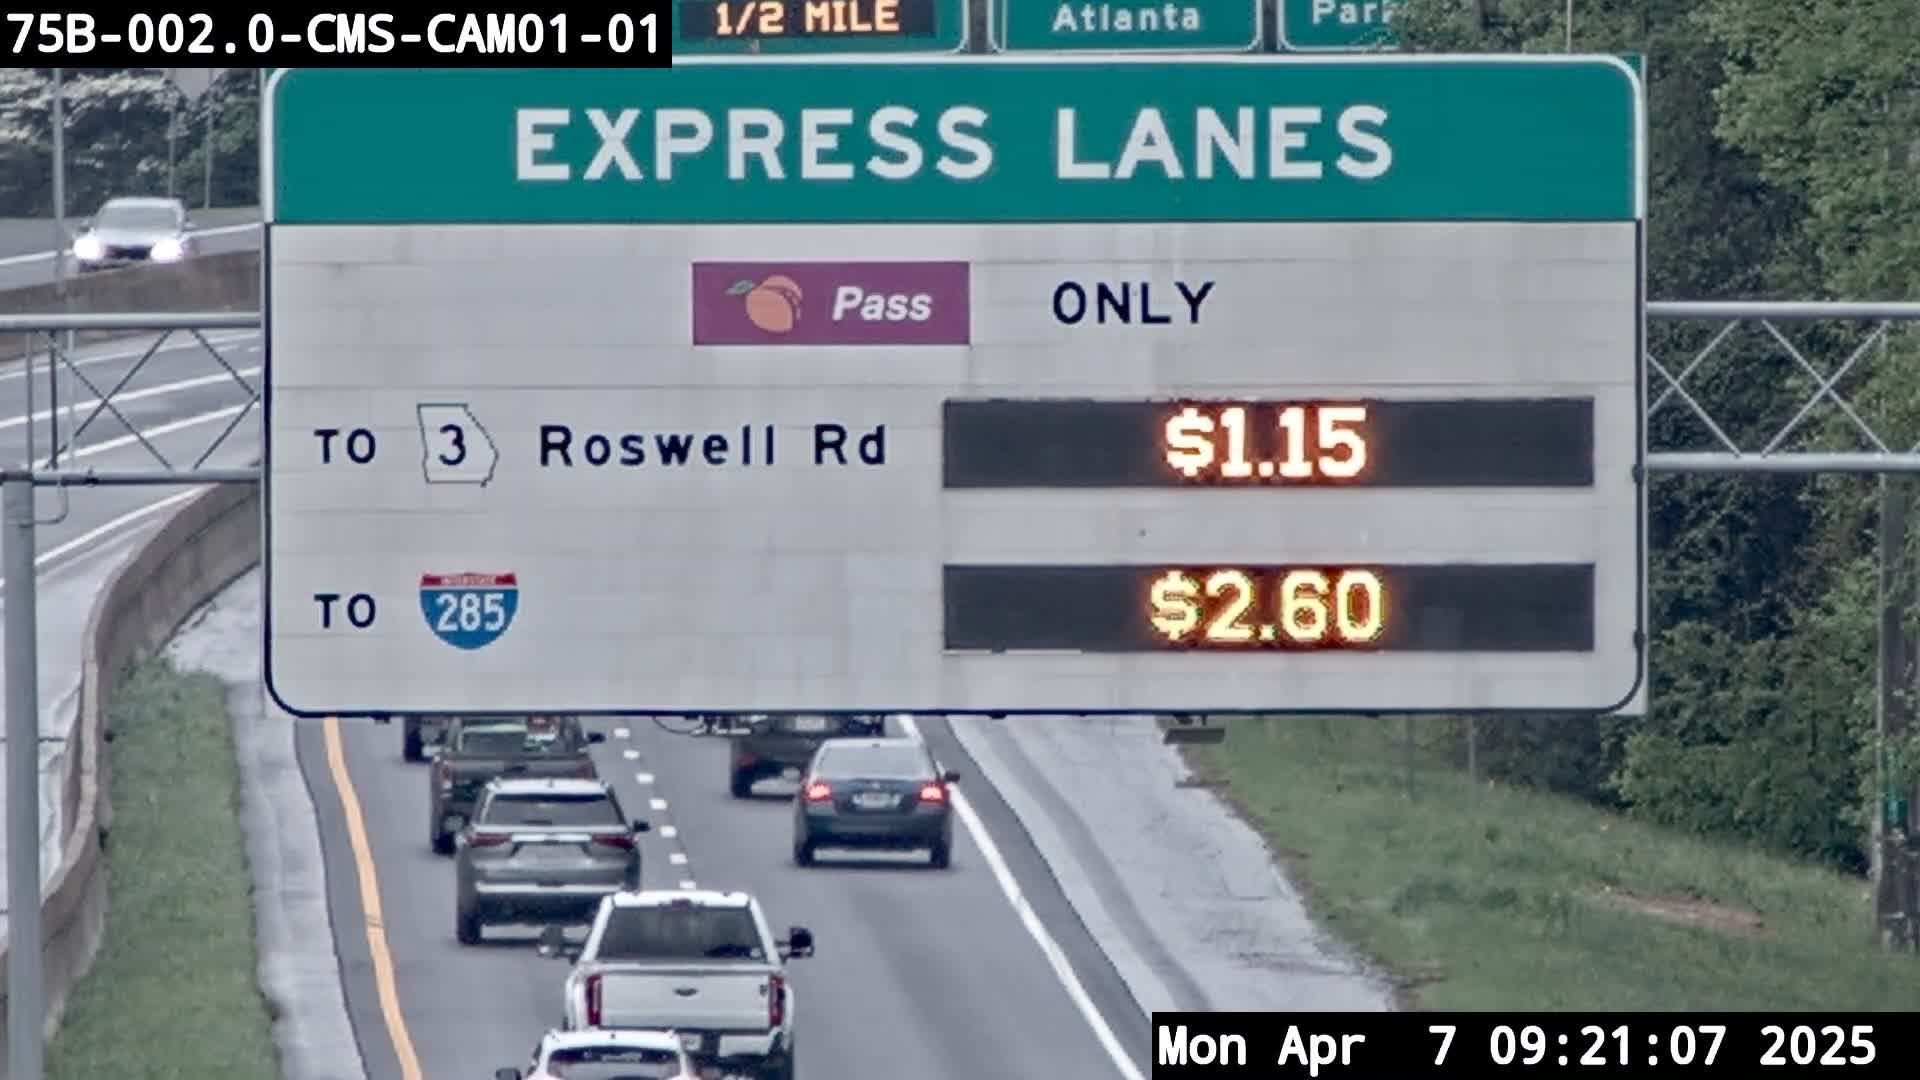 75B-002.0-CMS-CAM01-01
1/2 MILE
Atlanta
Park
EXPRESS LANES
Pass ONLY
TO 3 Roswell Rd $1.15
TO 285 $2.60
Mon Apr 7 09:21:07 2025